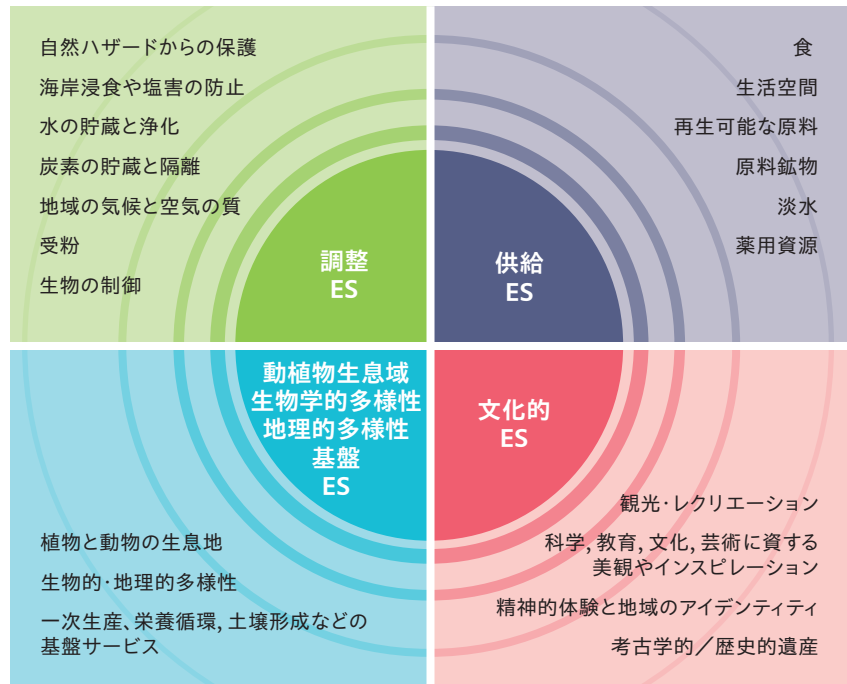 自然ハザードからの保護
海岸浸食や塩害の防止
水の貯蔵と浄化
炭素の貯蔵と隔離
地域の気候と空気の質
受粉
生物の制御
調整
ES
食
生活空間
再生可能な原料
原料鉱物
淡水
薬用資源
供給
ES
動植物生息域
生物学的多様性
地理的多様性
基盤
ES
植物と動物の生息地
生物的・地理的多様性
一次生産、栄養循環, 土壌形成などの
基盤サービス
文化的
ES
観光・レクリエーション
科学, 教育, 文化, 芸術に資する
美観やインスピレーション
精神的体験と地域のアイデンティティ
考古学的／歴史的遺産